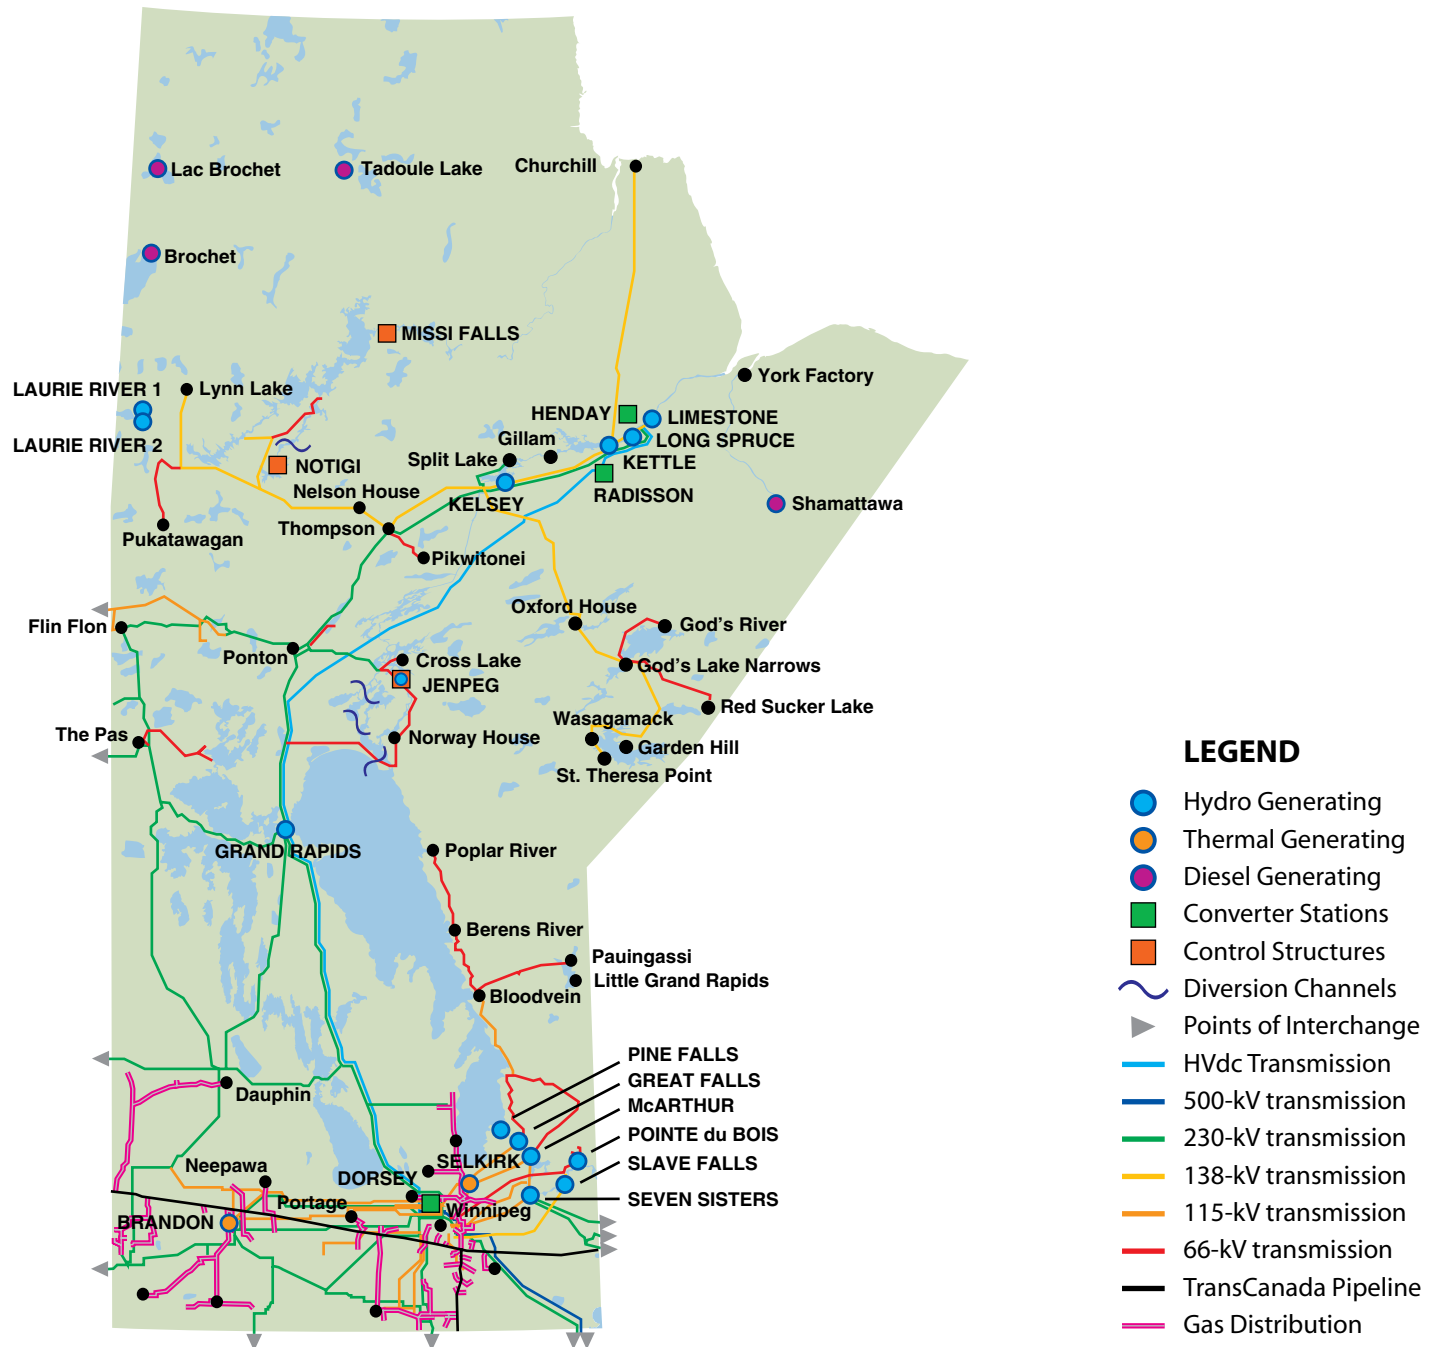 Churchill
Lac Brochet
Tadoule Lake
Brochet
MISSI FALLS
York Factory
LAURIE RIVER 1
Lynn Lake
HENDAY
LIMESTONE
LONG SPRUCE
Gillam
LAURIE RIVER 2
Split Lake
KETTLE
NOTIGI
RADISSON
Nelson House
KELSEY
Shamattawa
Thompson
Pukatawagan
Pikwitonei
Oxford House
God's River
Flin Flon
Ponton
Cross Lake
God's Lake Narrows
JENPEG
Red Sucker Lake
Wasagamack
The Pas
Norway House
Garden Hill
St. Theresa Point
GRAND RAPIDS
Poplar River
Berens River
Pauingassi
Little Grand Rapids
Bloodvein
PINE FALLS
GREAT FALLS
Dauphin
McARTHUR
POINTE du BOIS
SELKIRK
SLAVE FALLS
Neepawa
DORSEY
SEVEN SISTERS
Portage
Winnipeg
BRANDON
LEGEND
Hydro Generating
Thermal Generating
Diesel Generating
Converter Stations
Control Structures
Diversion Channels
Points of Interchange
HVdc Transmission
500-kV transmission
230-kV transmission
138-kV transmission
115-kV transmission
66-kV transmission
TransCanada Pipeline
Gas Distribution